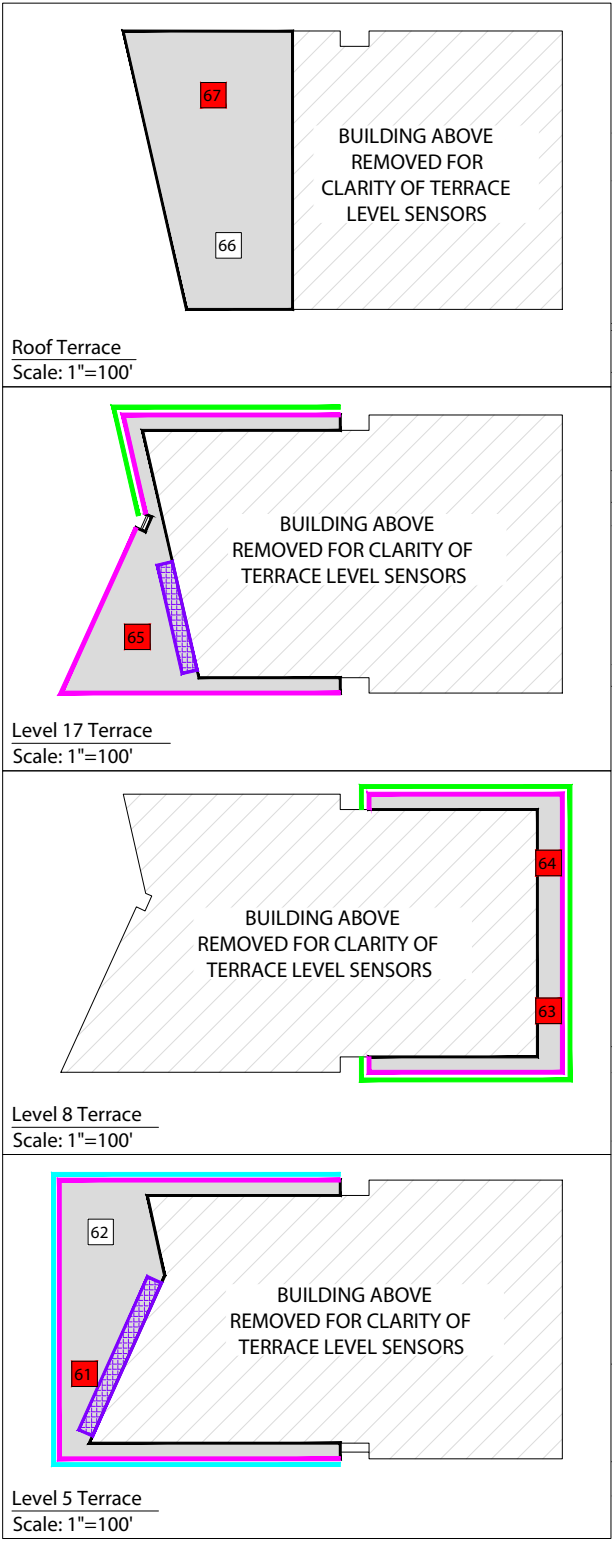 67
BUILDING ABOVE
REMOVED FOR
CLARITY OF TERRACE
LEVEL SENSORS
66
Roof Terrace
Scale: 1"=100'
BUILDING ABOVE
REMOVED FOR CLARITY OF
TERRACE LEVEL SENSORS
65
Level 17 Terrace
Scale: 1"=100'
64
BUILDING ABOVE
REMOVED FOR CLARITY OF
TERRACE LEVEL SENSORS
63
Level 8 Terrace
Scale: 1"=100'
62
BUILDING ABOVE
REMOVED FOR CLARITY OF
TERRACE LEVEL SENSORS
61
Level 5 Terrace
Scale: 1"=100'